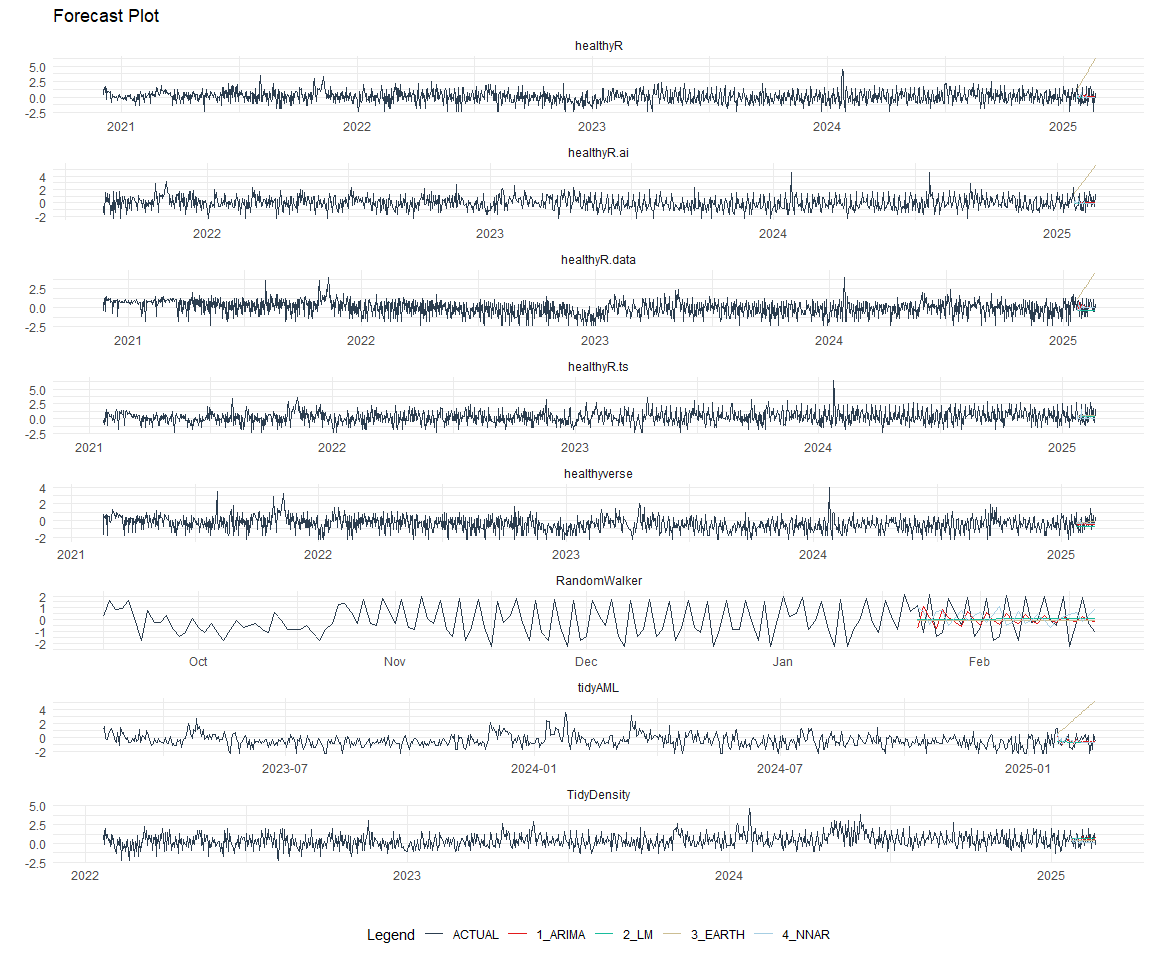 Forecast Plot
healthyR
5.0
2.5
0.0
-2.5
2021 2022 2023 2024 2025
healthyR.ai
4
2
0
-2
2022 2023 2024 2025
healthyR.data
2.5
0.0
-2.5
2021 2022 2023 2024 2025
healthyR.ts
5.0
2.5
0.0
-2.5
2021 2022 2023 2024 2025
healthyverse
4
2
0
-2
2021 2022 2023 2024 2025
RandomWalker
2
1
0
-1
-2
Oct Nov Dec Jan Feb
tidyAML
4
2
0
-2
2023-07 2024-01 2024-07 2025-01
TidyDensity
5.0
2.5
0.0
-2.5
2022 2023 2024 2025
Legend ACTUAL 1_ARIMA 2_LM 3_EARTH 4_NNAR